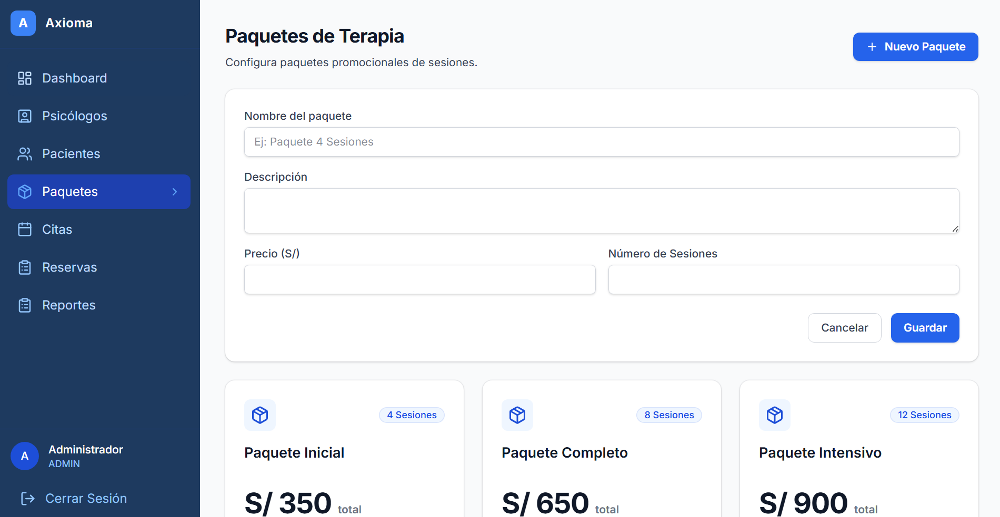 A Axioma
Dashboard
Psicólogos
Pacientes
Paquetes
Citas
Reservas
Reportes
A
Administrador
ADMIN
Cerrar Sesión
Paquetes de Terapia
Configura paquetes promocionales de sesiones.
Nuevo Paquete
Nombre del paquete
Ej: Paquete 4 Sesiones
Descripción
Precio (S/)
Número de Sesiones
Cancelar
Guardar
4 Sesiones
Paquete Inicial
S/ 350 total
8 Sesiones
Paquete Completo
S/ 650 total
12 Sesiones
Paquete Intensivo
S/ 900 total